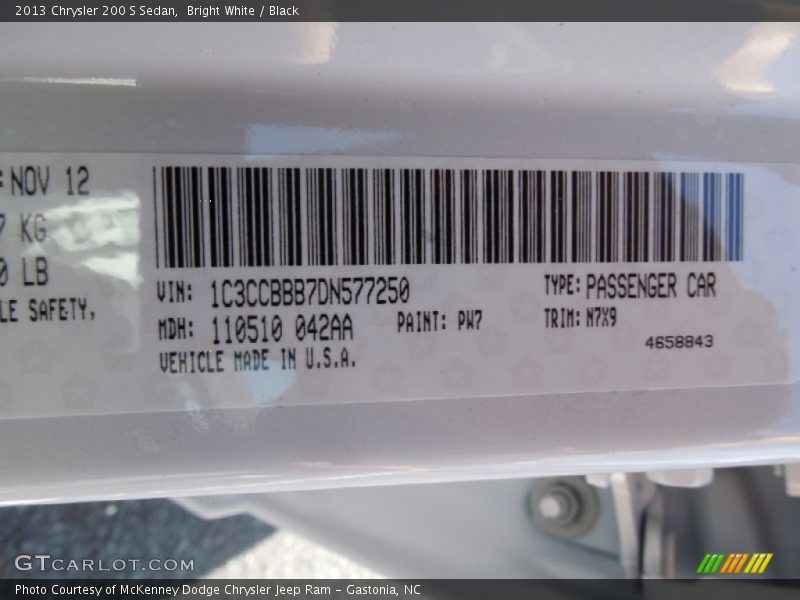 2013 Chrysler 200 S Sedan, Bright White / Black
NOV 12
7 KG
0 LB
LE SAFETY,
VIN: 1C3CCBBB7DN577250
TYPE: PASSENGER CAR
MDH: 110510 042AA
PAINT: PW7
TRIM: N7X9
VEHICLE MADE IN U.S.A.
4658843
GTCARLOT.COM
Photo Courtesy of McKenney Dodge Chrysler Jeep Ram – Gastonia, NC